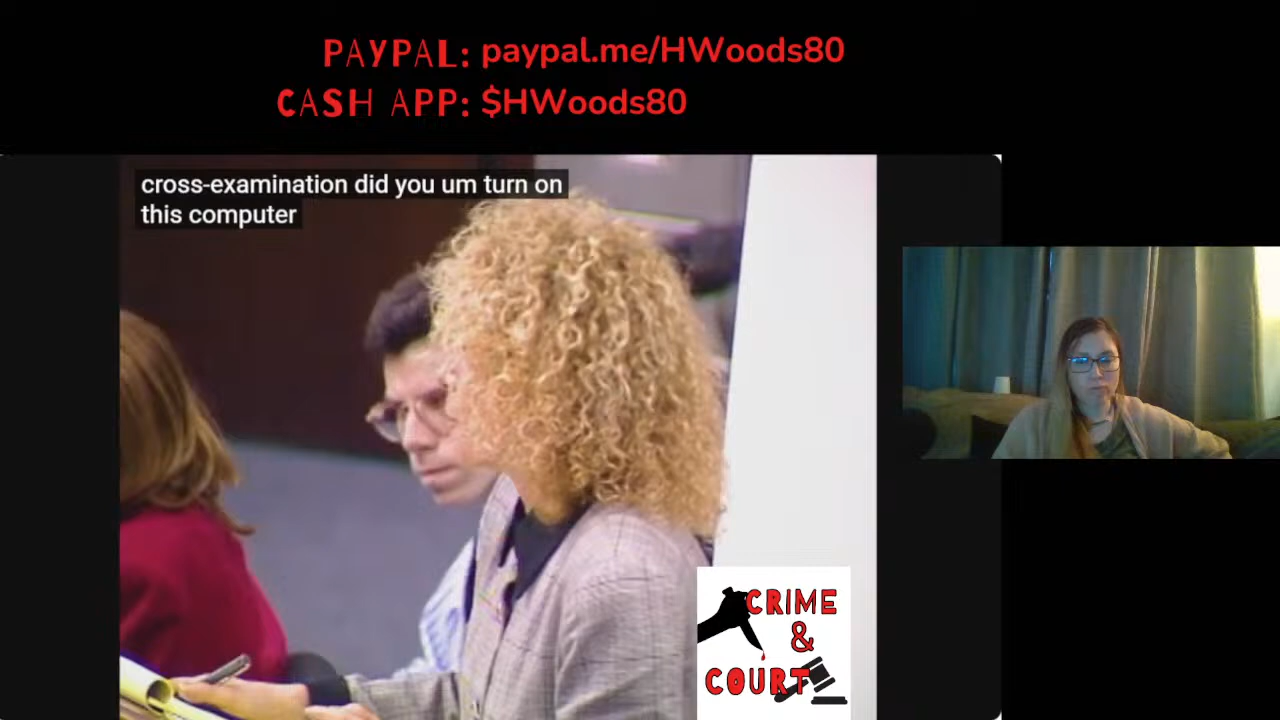 PAYPAL: paypal.me/HWoods80
CASH APP: $HWoods80
cross-examination did you um turn on
this computer
CRIME
&
COURT